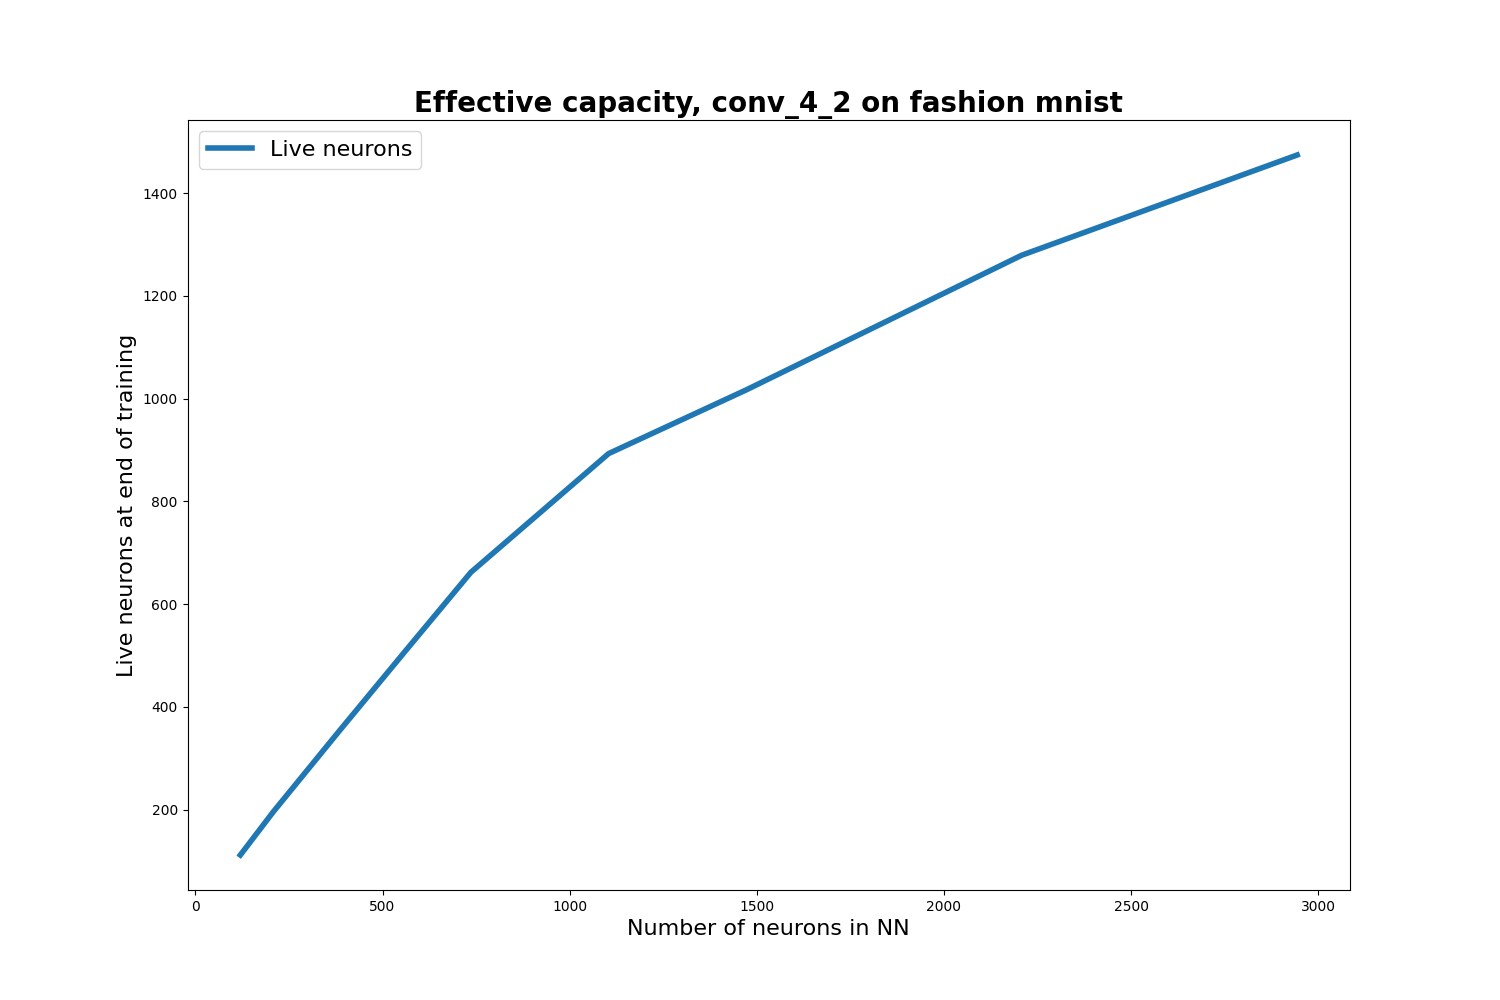 Effective capacity, conv_4_2 on fashion mnist
Live neurons
1400
1200
1000
800
600
400
200
Live neurons at end of training
0 500 1000 1500 2000 2500 3000
Number of neurons in NN